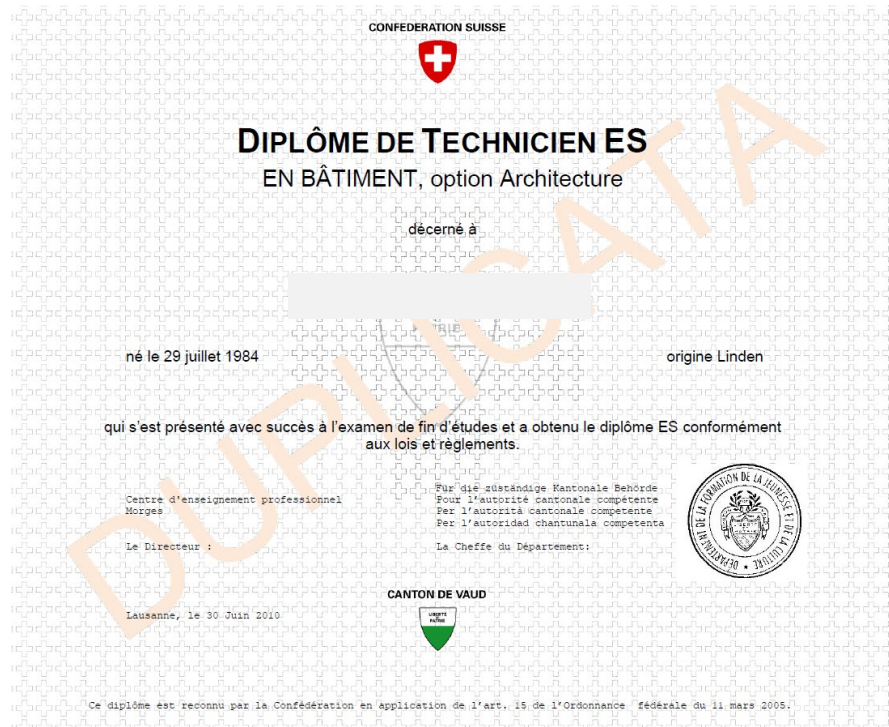 CONFEDERATION SUISSE
DIPLÔME DE TECHNICIEN ES
EN BÂTIMENT, option Architecture
décerné à
PATRIE
né le 29 juillet 1984
origine Linden
qui s'est présenté avec succès à l'examen de fin d'études et a obtenu le diplôme ES conformément
aux lois et règlements.
Centre d'enseignement professionnel
Morges
Le Directeur :
Für die zuständige Kantonale Behörde
Pour l'autorité cantonale compétente
Per l'autorità cantonale competente
Per l'autoridad chantunala competenta
La Cheffe du Département:
DÉPARTEMENT DE LA FORMATION DE LA JEUNESSE ET DE LA CULTURE
CANTON DE VAUD
LIBERTÉ
ET
PATRIE
Lausanne, le 30 Juin 2010
Ce diplôme est reconnu par la Confédération en application de l'art. 15 de l'Ordonnance fédérale du 11 mars 2005.
DUPLICATA